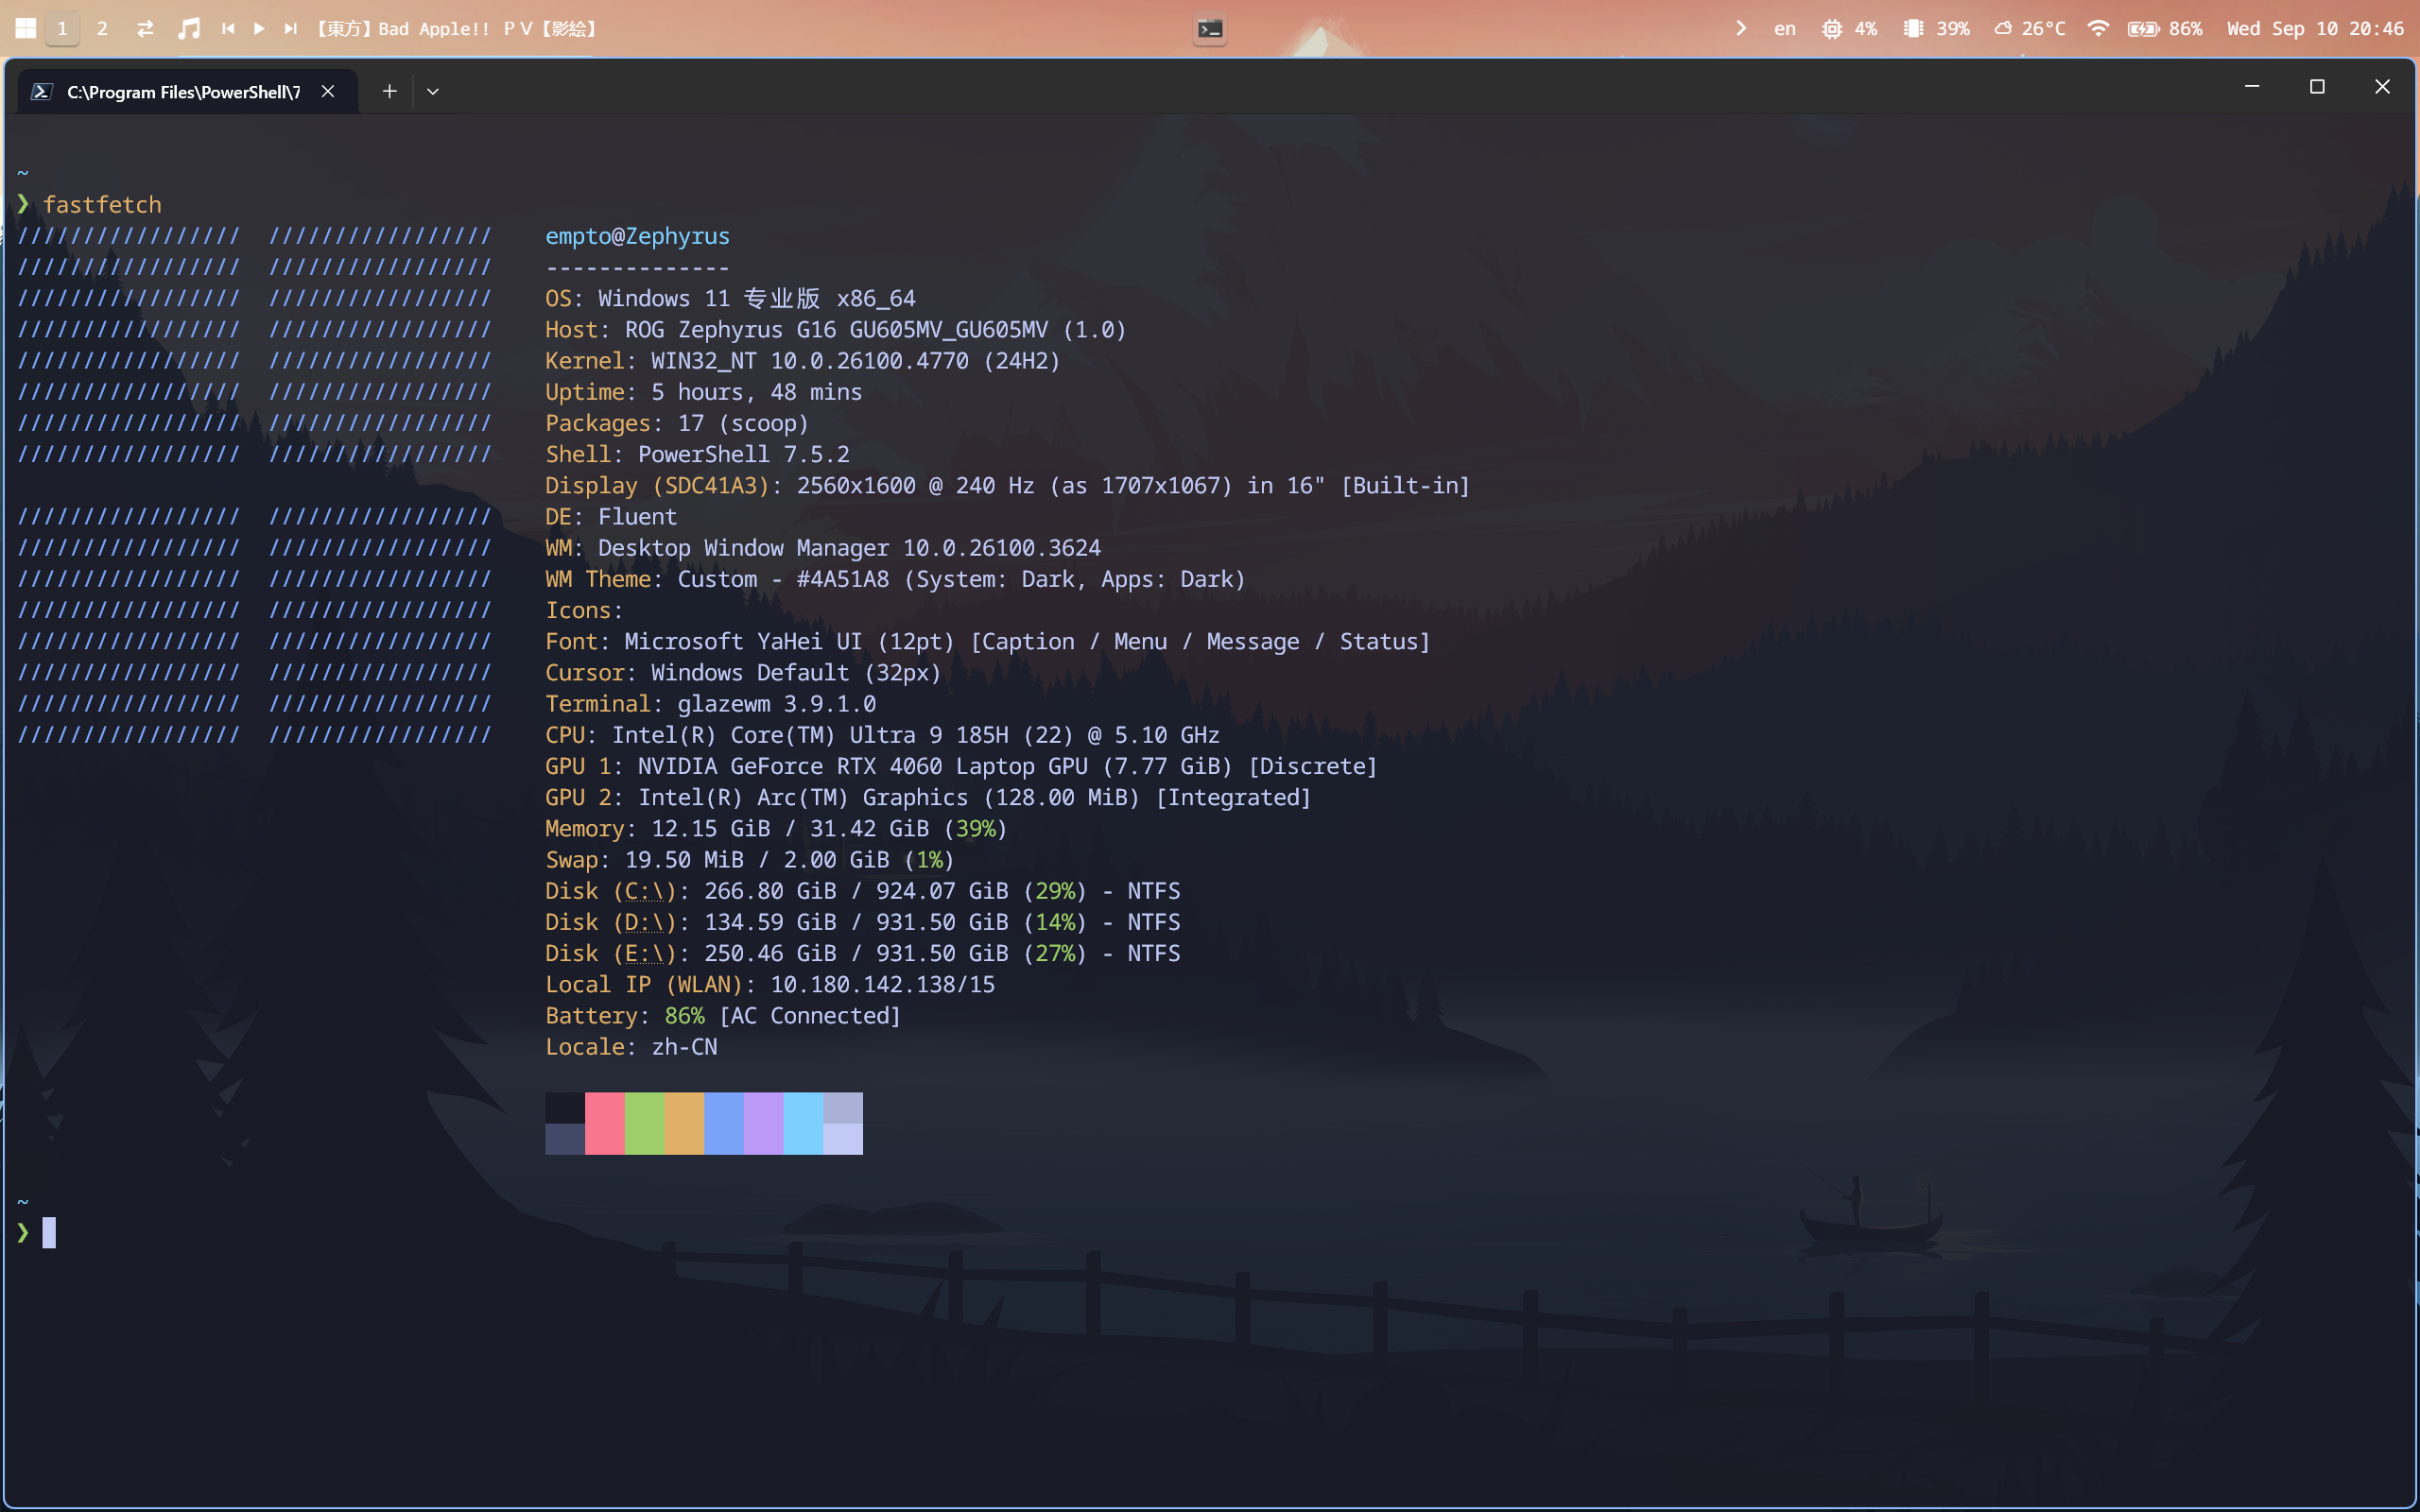 1 2 【東方】Bad Apple!! ＰＶ【影絵】 en 4% 39% 26°C 86% Wed Sep 10 20:46
C:\Program Files\PowerShell\7
~
❯ fastfetch
//////////////////  ////////////////// empto@Zephyrus
//////////////////  ////////////////// --------------
//////////////////  ////////////////// OS: Windows 11 专业版 x86_64
//////////////////  ////////////////// Host: ROG Zephyrus G16 GU605MV_GU605MV (1.0)
//////////////////  ////////////////// Kernel: WIN32_NT 10.0.26100.4770 (24H2)
//////////////////  ////////////////// Uptime: 5 hours, 48 mins
//////////////////  ////////////////// Packages: 17 (scoop)
//////////////////  ////////////////// Shell: PowerShell 7.5.2
Display (SDC41A3): 2560x1600 @ 240 Hz (as 1707x1067) in 16" [Built-in]
//////////////////  ////////////////// DE: Fluent
//////////////////  ////////////////// WM: Desktop Window Manager 10.0.26100.3624
//////////////////  ////////////////// WM Theme: Custom - #4A51A8 (System: Dark, Apps: Dark)
//////////////////  ////////////////// Icons:
//////////////////  ////////////////// Font: Microsoft YaHei UI (12pt) [Caption / Menu / Message / Status]
//////////////////  ////////////////// Cursor: Windows Default (32px)
//////////////////  ////////////////// Terminal: glazewm 3.9.1.0
//////////////////  ////////////////// CPU: Intel(R) Core(TM) Ultra 9 185H (22) @ 5.10 GHz
GPU 1: NVIDIA GeForce RTX 4060 Laptop GPU (7.77 GiB) [Discrete]
GPU 2: Intel(R) Arc(TM) Graphics (128.00 MiB) [Integrated]
Memory: 12.15 GiB / 31.42 GiB (39%)
Swap: 19.50 MiB / 2.00 GiB (1%)
Disk (C:\): 266.80 GiB / 924.07 GiB (29%) - NTFS
Disk (D:\): 134.59 GiB / 931.50 GiB (14%) - NTFS
Disk (E:\): 250.46 GiB / 931.50 GiB (27%) - NTFS
Local IP (WLAN): 10.180.142.138/15
Battery: 86% [AC Connected]
Locale: zh-CN
~
❯